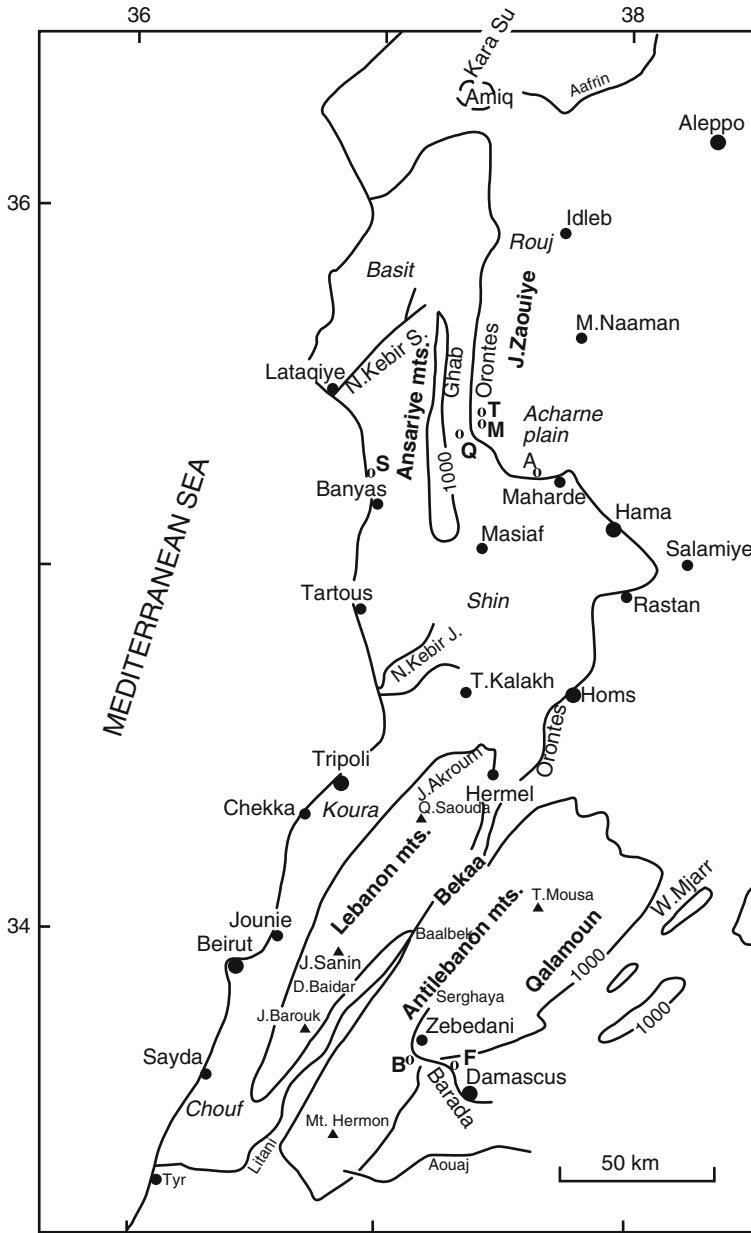 36
38
Kara Su
Amiq
Aafrin
Aleppo
36
Idleb
Rouj
Basit
J.Zaouiye
M.Naaman
Orontes
Ghab
N.Kebir S.
Lataqiye
Ansariye mts.
T
M
Acharne
plain
Q
1000
S
A
Banyas
Maharde
MEDITERRANEAN SEA
Hama
Masiaf
Salamiye
Tartous
Shin
Rastan
N.Kebir J.
T.Kalakh
Homs
Orontes
Tripoli
J.Akroum
Hermel
Chekka
Koura
Q.Saouda
Lebanon mts.
Bekaa
T.Mousa
W.Mjarr
34
Jounie
Baalbek
Antilebanon mts.
Qalamoun
Beirut
J.Sanin
D.Baidar
1000
Serghaya
1000
J.Barouk
Zebedani
Sayda
B
F
Barada
Damascus
Chouf
Mt. Hermon
Litani
Aouaj
50 km
Tyr